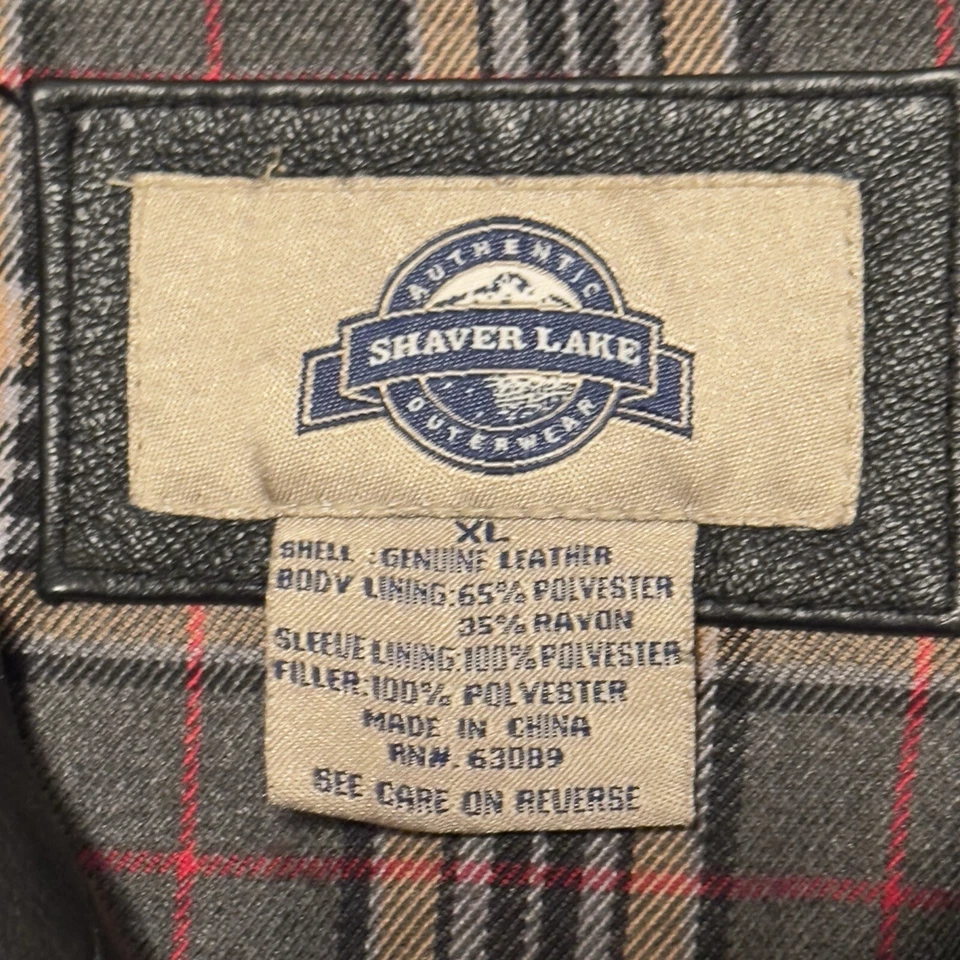 AUTHENTIC
SHAVER LAKE
OUTERWEAR
XL
SHELL :GENUINE LEATHER
BODY LINING:65% POLYESTER
35% RAYON
SLEEVE LINING:100% POLYESTER
FILLER:100% POLYESTER
MADE IN CHINA
RN#. 63089
SEE CARE ON REVERSE